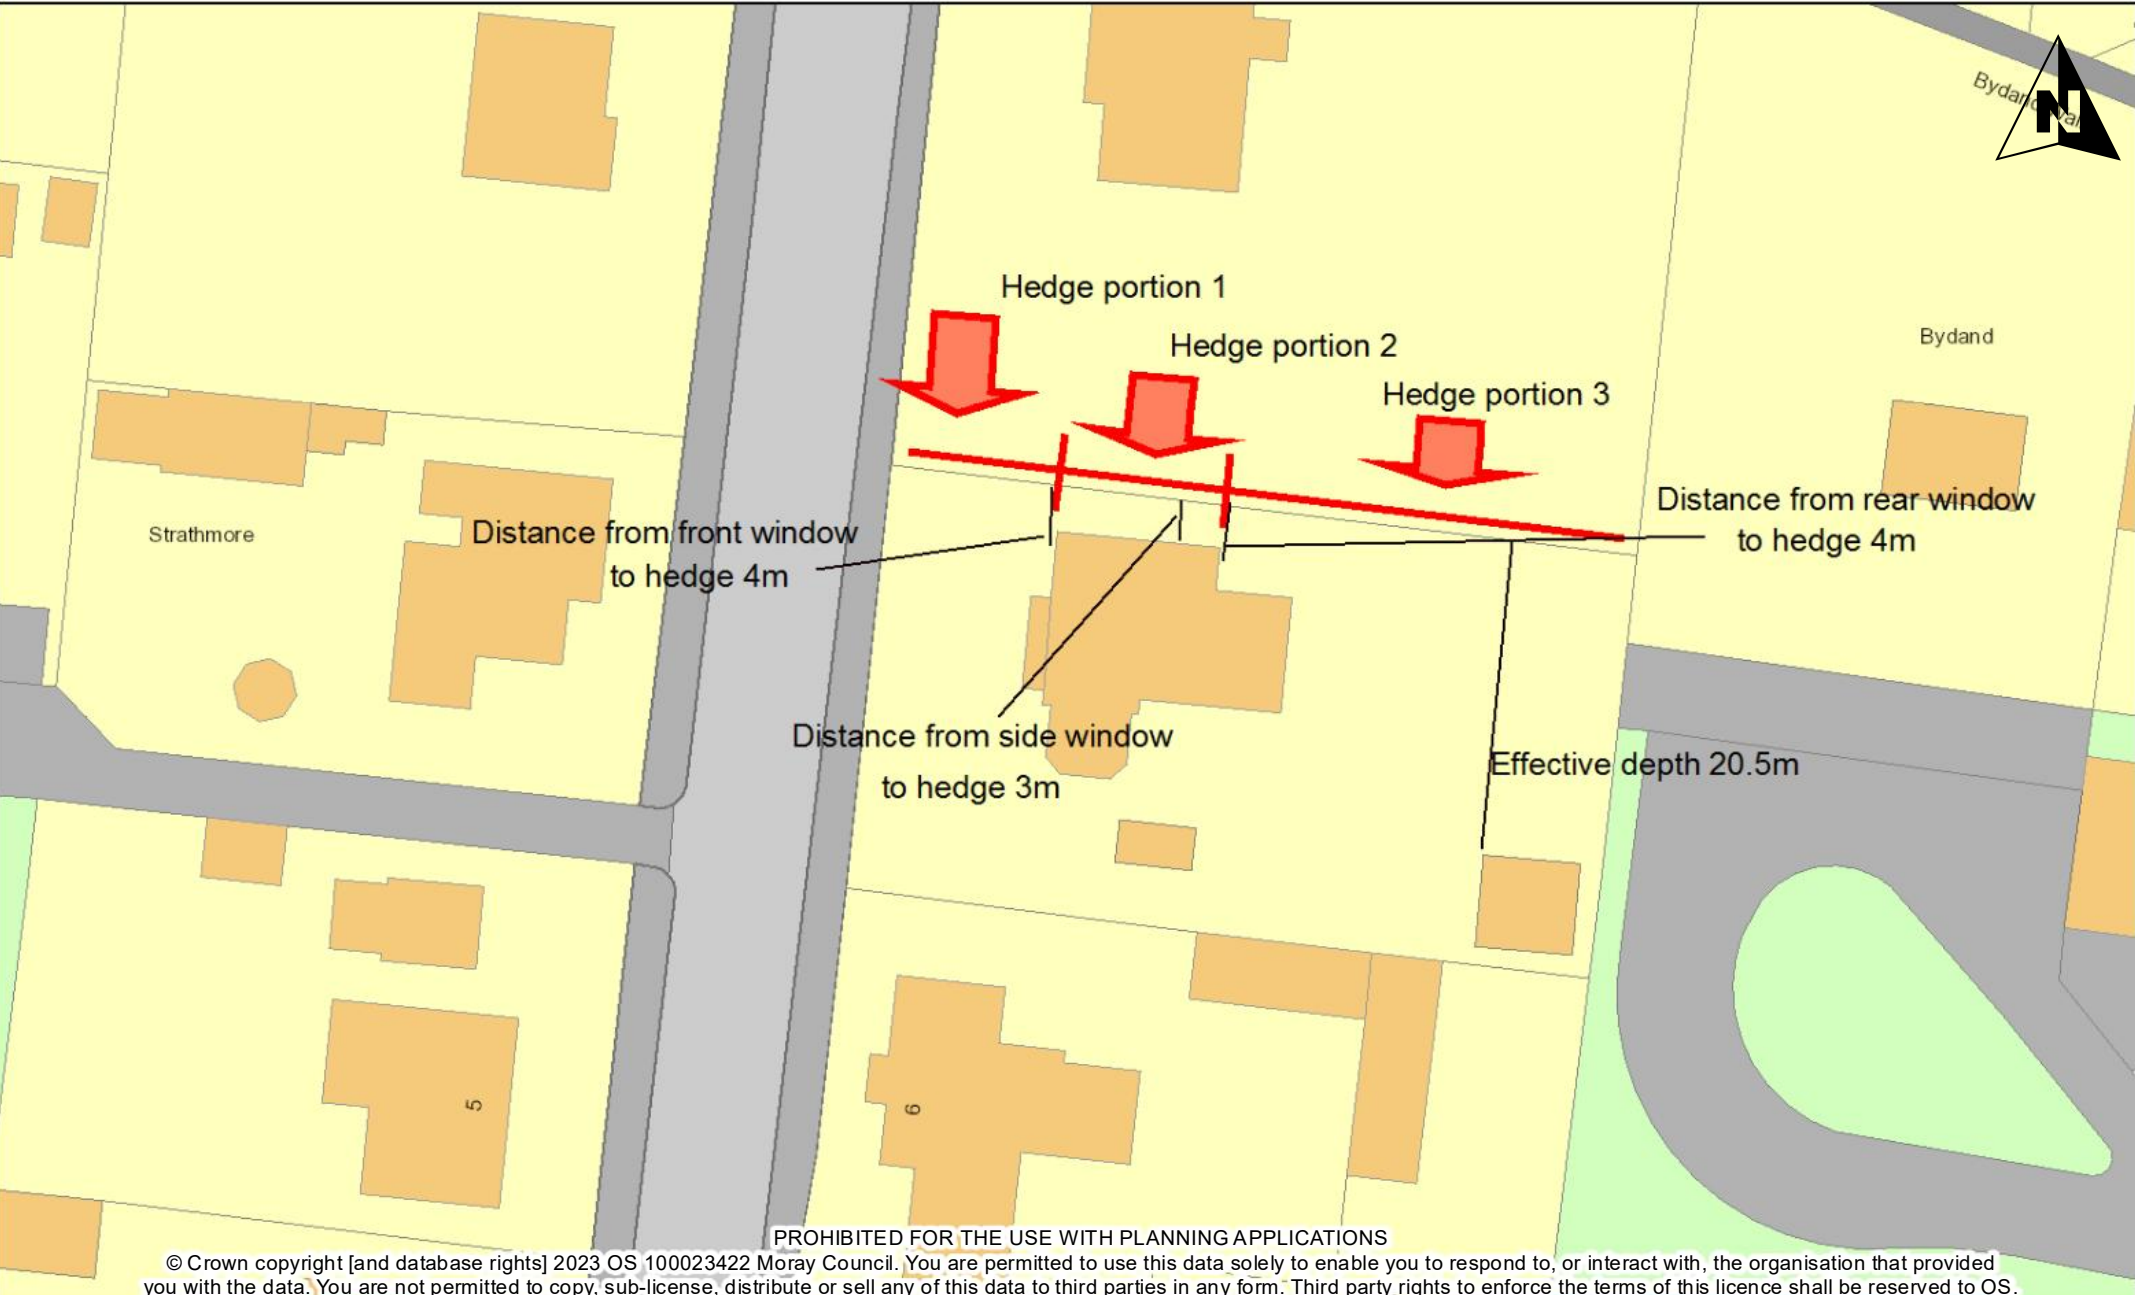 N
Hedge portion 1
Hedge portion 2
Bydand
Hedge portion 3
Distance from rear window
to hedge 4m
Strathmore
Distance from front window
to hedge 4m
Distance from side window
to hedge 3m
Effective depth 20.5m
5
6
PROHIBITED FOR THE USE WITH PLANNING APPLICATIONS
© Crown copyright [and database rights] 2023 OS 100023422 Moray Council. You are permitted to use this data solely to enable you to respond to, or interact with, the organisation that provided
you with the data. You are not permitted to copy, sub-license, distribute or sell any of this data to third parties in any form. Third party rights to enforce the terms of this licence shall be reserved to OS.